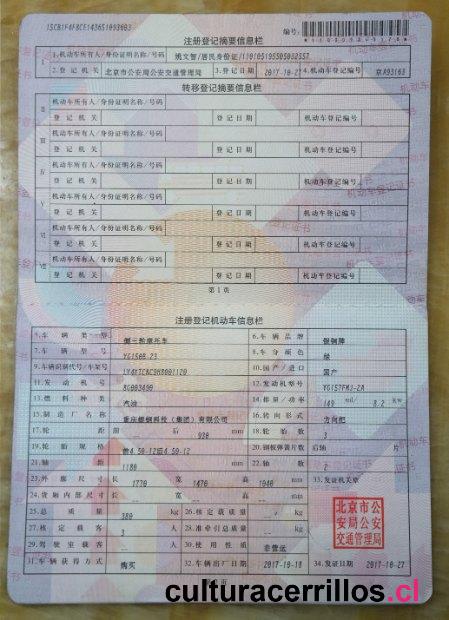 编号:
注册登记摘要信息栏
I 1.机动车所有人/身份证明名称/号码 姚文智/居民身份证/
2.登记机关 北京市公安局公安交通管理局 3.登记日期 2017-10-27 4.机动车登记编号 京A93163
转移登记摘要信息栏
II 机动车所有人/身份证明名称/号码
登记机关 登记日期 机动车登记编号
III 机动车所有人/身份证明名称/号码
登记机关 登记日期 机动车登记编号
IV 机动车所有人/身份证明名称/号码
登记机关 登记日期 机动车登记编号
V 机动车所有人/身份证明名称/号码
登记机关 登记日期 机动车登记编号
VI 机动车所有人/身份证明名称/号码
登记机关 登记日期 机动车登记编号
VII 机动车所有人/身份证明名称/号码
登记机关 登记日期 机动车登记编号
第1页
注册登记机动车信息栏
5.车辆类型 侧三轮摩托车 6.车辆品牌 银钢牌
7.车辆型号 YG150B-23 8.车身颜色 绿
9.车辆识别代号/车架号 10.国产/进口 国产
11.发动机号 8G003499 12.发动机型号 YG157FMJ-2A
13.燃料种类 汽油 14.排量/功率 149 ml/ 8.2 kw
15.制造厂名称 重庆银钢科技(集团)有限公司 16.转向形式 方向把
17.轮距 前 后 930 mm 18.轮胎数 3
19.轮胎规格 20.钢板弹簧片数 后轴 片
21.轴距 1180 mm 22.轴数 2
23.外廓尺寸 长 1770 宽 1470 高 1040 mm 33.发证机关章
24.货厢内部尺寸 长 宽 高 mm
25.总质量 380 kg 26.核定载质量 kg
27.核定载客 3 人 28.准牵引总质量 kg
29.驾驶室载客 人 30.使用性质 非营运
北京市公安局公安交通管理局
31.车辆获得方式 购买 32.车辆出厂日期 2017-10-10 34.发证日期 2017-10-27
culturacerrillos.cl